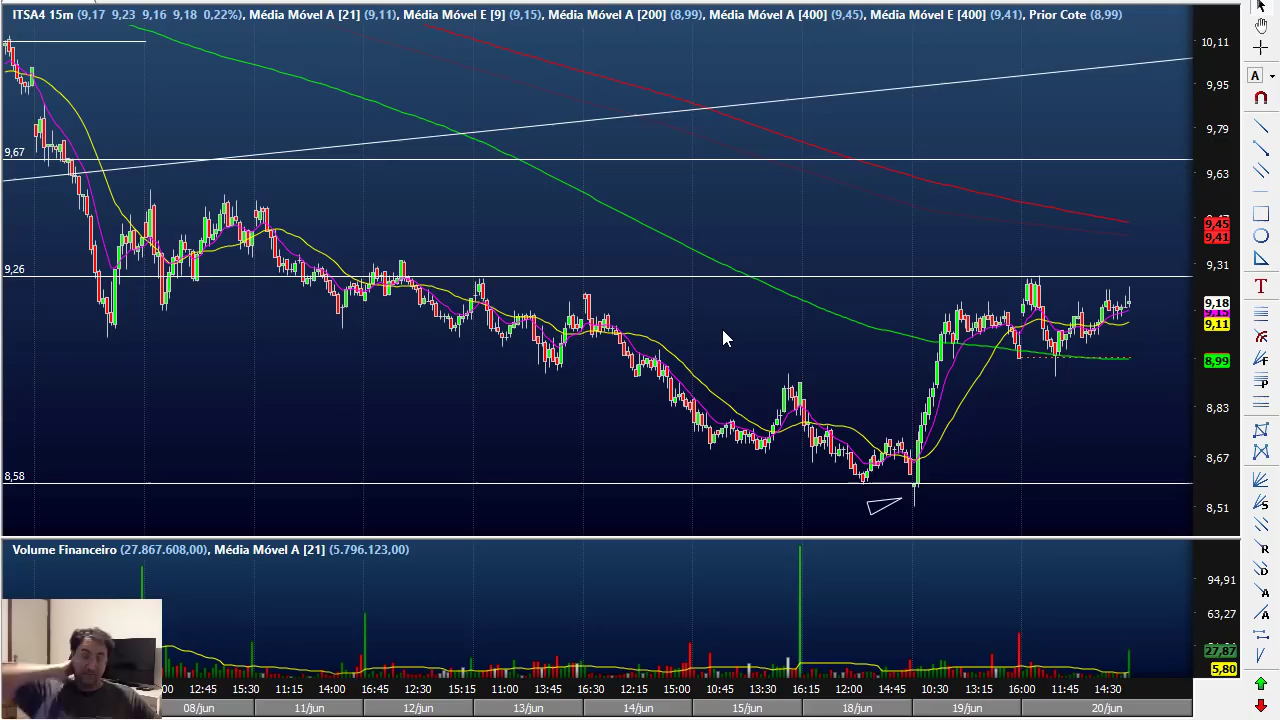 ITSA4 15m (9,17 9,23 9,16 9,18 0,22%), Média Móvel A [21] (9,11), Média Móvel E [9] (9,15), Média Móvel A [200] (8,99), Média Móvel A [400] (9,45), Média Móvel E [400] (9,41), Prior Cote (8,99)
10,11
9,95
A
9,79
9,67
9,63
9,45
9,41
9,26
9,31
9,18
T
9,11
8,99
F
P
8,83
8,67
8,58
8,51
S
Volume Financeiro (27.867.608,00), Média Móvel A [21] (5.796.123,00)
R
D
94,91
A
63,27
A
27,87
5,80
:00 12:45 15:30 11:15 14:00 16:45 12:45 15:15 11:00 13:45 16:30 12:15 15:00 10:45 13:30 16:15 12:00 14:45 10:30 13:15 16:00 11:45 14:30
08/jun 11/jun 12/jun 13/jun 14/jun 15/jun 18/jun 19/jun 20/jun